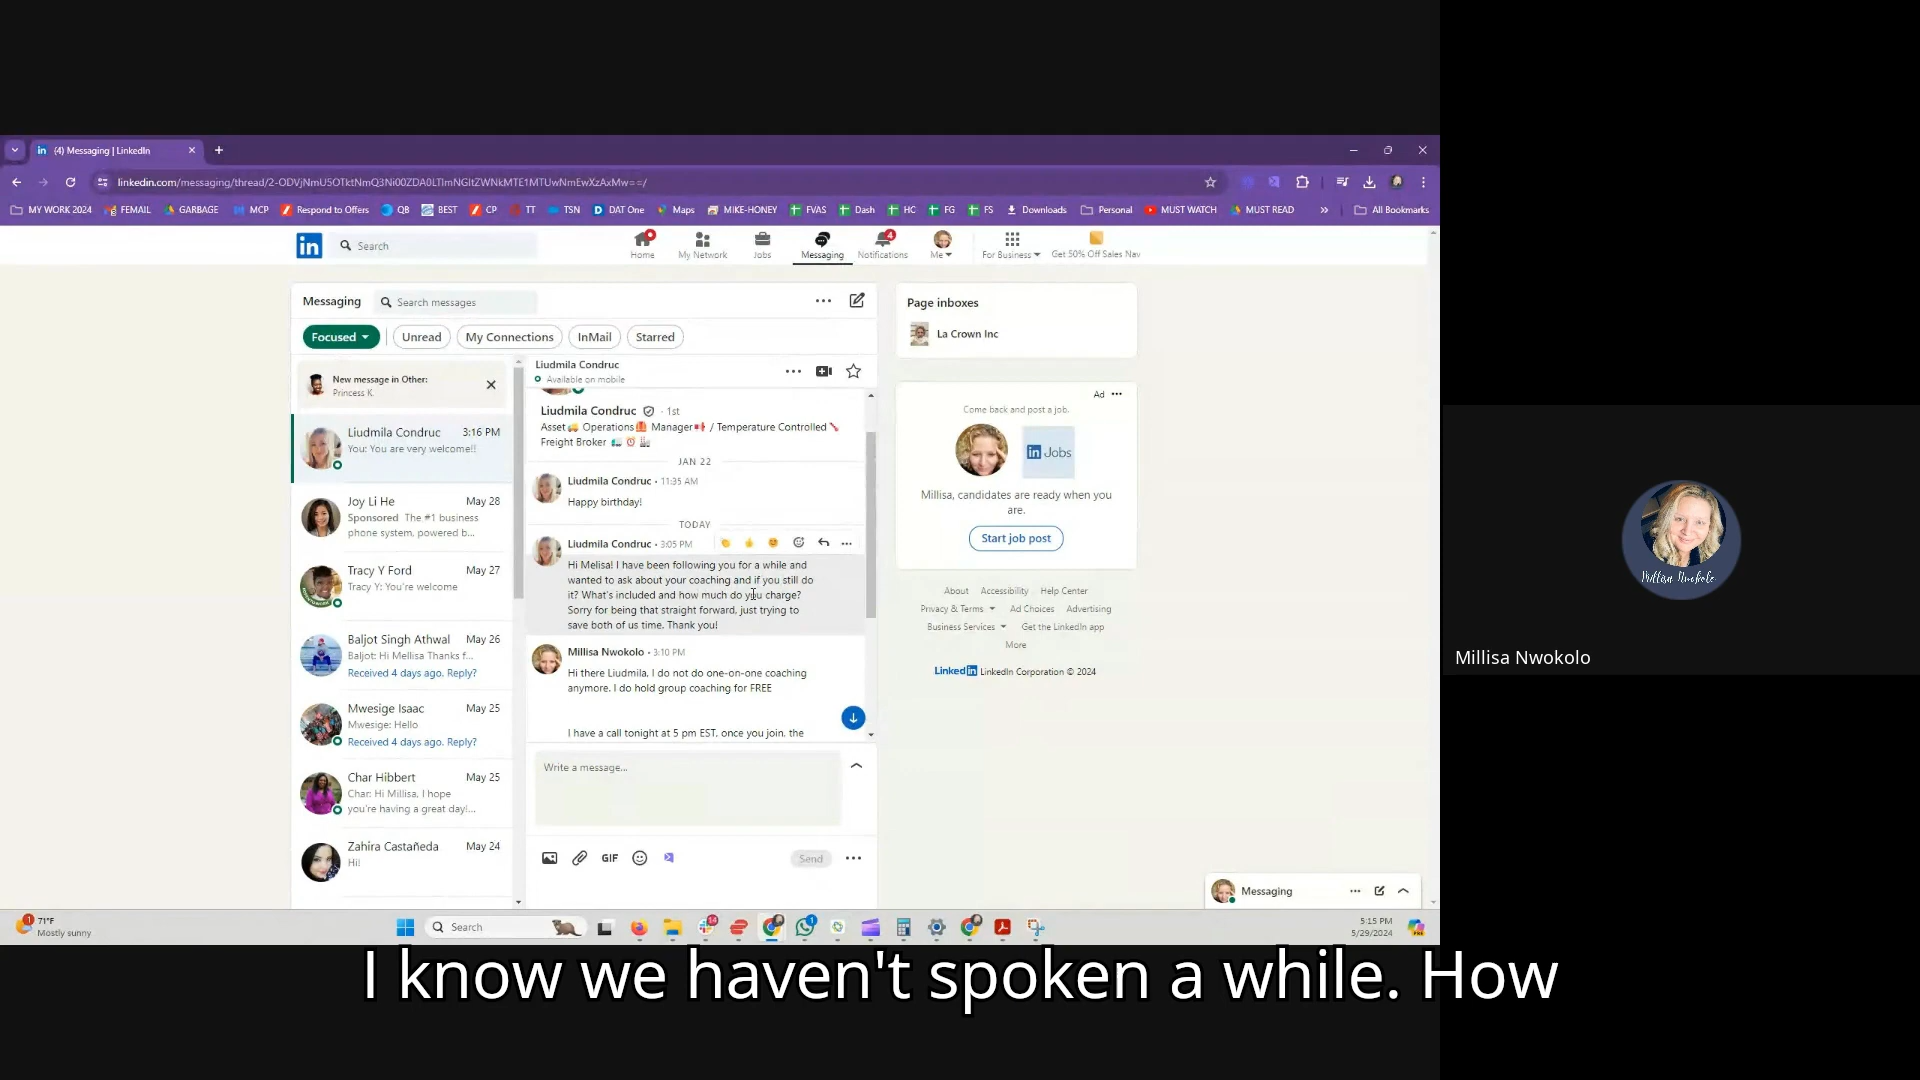 (4) Messaging | LinkedIn
MY WORK 2024 FEMAIL GARBAGE MCP Respond to Offers QB BEST CP TT TSN DAT One Maps MIKE-HONEY FVAS Dash HC FG FS Downloads Personal MUST WATCH MUST READ » All Bookmarks
in Search Home My Network Jobs Messaging 4 Notifications Me For Business Get 50% Off Sales Nav
Messaging Search messages
Focused Unread My Connections InMail Starred
New message in Other:
Princess K.
Liudmila Condruc 3:16 PM
You: You are very welcome!!
Joy Li He May 28
Sponsored The #1 business
phone system, powered b...
Tracy Y Ford May 27
Tracy Y: You're welcome
Baljot Singh Athwal May 26
Baljot: Hi Mellisa Thanks f...
Received 4 days ago. Reply?
Mwesige Isaac May 25
Mwesige: Hello
Received 4 days ago. Reply?
Char Hibbert May 25
Char: Hi Millisa, I hope
you're having a great day!...
Zahira Castañeda May 24
Hi!
Liudmila Condruc
Available on mobile
Liudmila Condruc · 1st
Asset Operations Manager / Temperature Controlled
Freight Broker
JAN 22
Liudmila Condruc • 11:35 AM
Happy birthday!
TODAY
Liudmila Condruc • 3:05 PM
Hi Melisa! I have been following you for a while and
wanted to ask about your coaching and if you still do
it? What's included and how much do you charge?
Sorry for being that straight forward, just trying to
save both of us time. Thank you!
Millisa Nwokolo • 3:10 PM
Hi there Liudmila, I do not do one-on-one coaching
anymore. I do hold group coaching for FREE
I have a call tonight at 5 pm EST, once you join, the
Write a message...
GIF Send
Page inboxes
La Crown Inc
Ad
Come back and post a job.
in Jobs
Millisa, candidates are ready when you
are.
Start job post
About Accessibility Help Center
Privacy & Terms Ad Choices Advertising
Business Services Get the LinkedIn app
More
LinkedIn LinkedIn Corporation © 2024
Messaging
Millisa Nwokolo
Millisa Nwokolo
1 71°F
Mostly sunny
Search
14
1
5:15 PM
5/29/2024
I know we haven't spoken a while. How